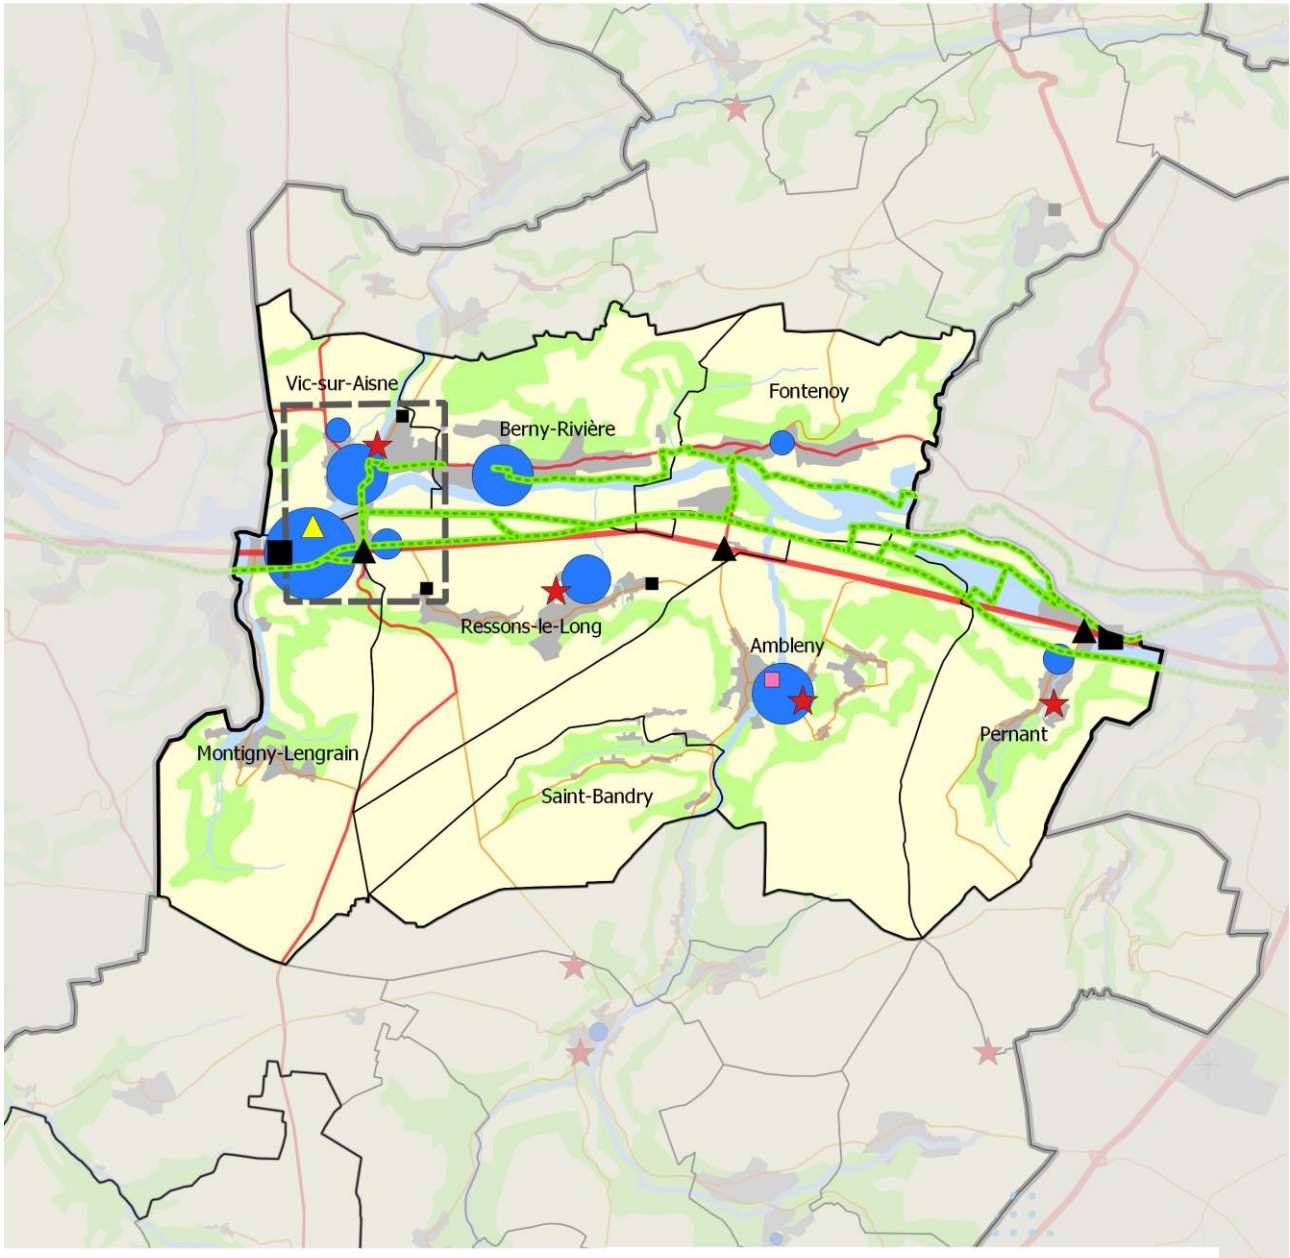 Vic-sur-Aisne
Fontenoy
Berny-Rivière
Ressons-le-Long
Ambleny
Pernant
Montigny-Lengrain
Saint-Bandry